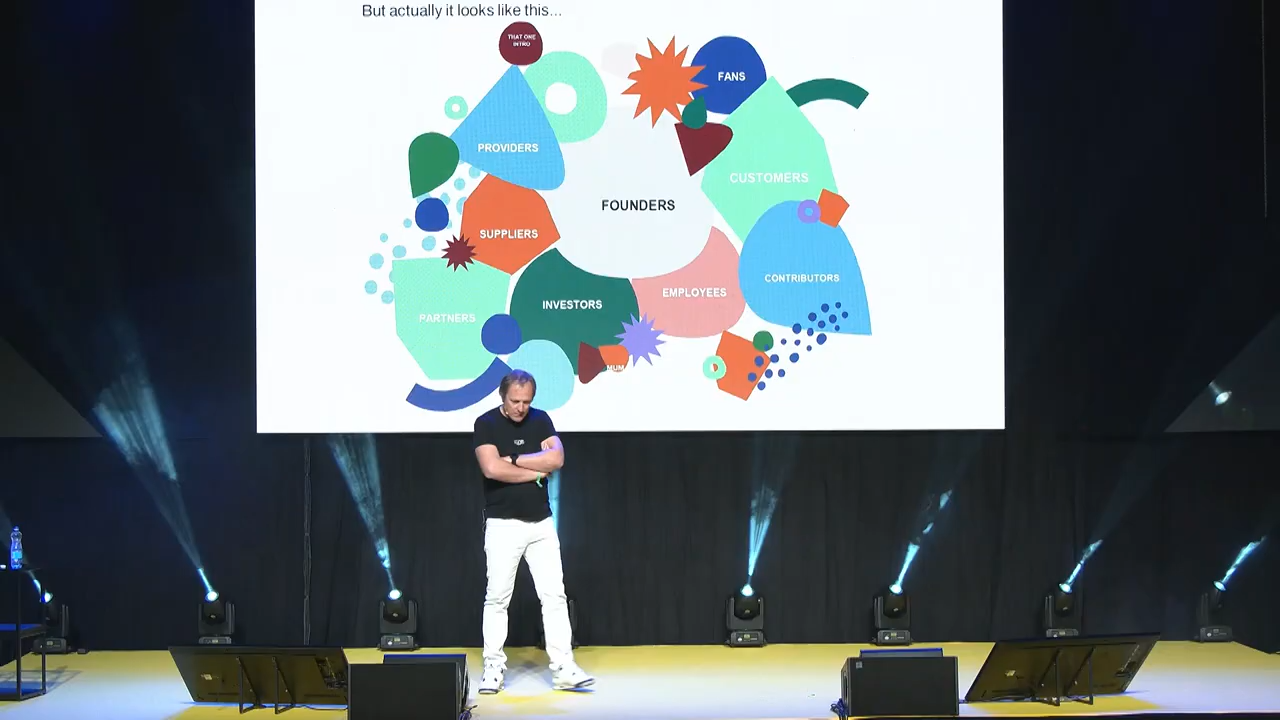 But actually it looks like this...
THAT ONE
INTRO
FANS
PROVIDERS
CUSTOMERS
FOUNDERS
SUPPLIERS
CONTRIBUTORS
EMPLOYEES
INVESTORS
PARTNERS
MUM